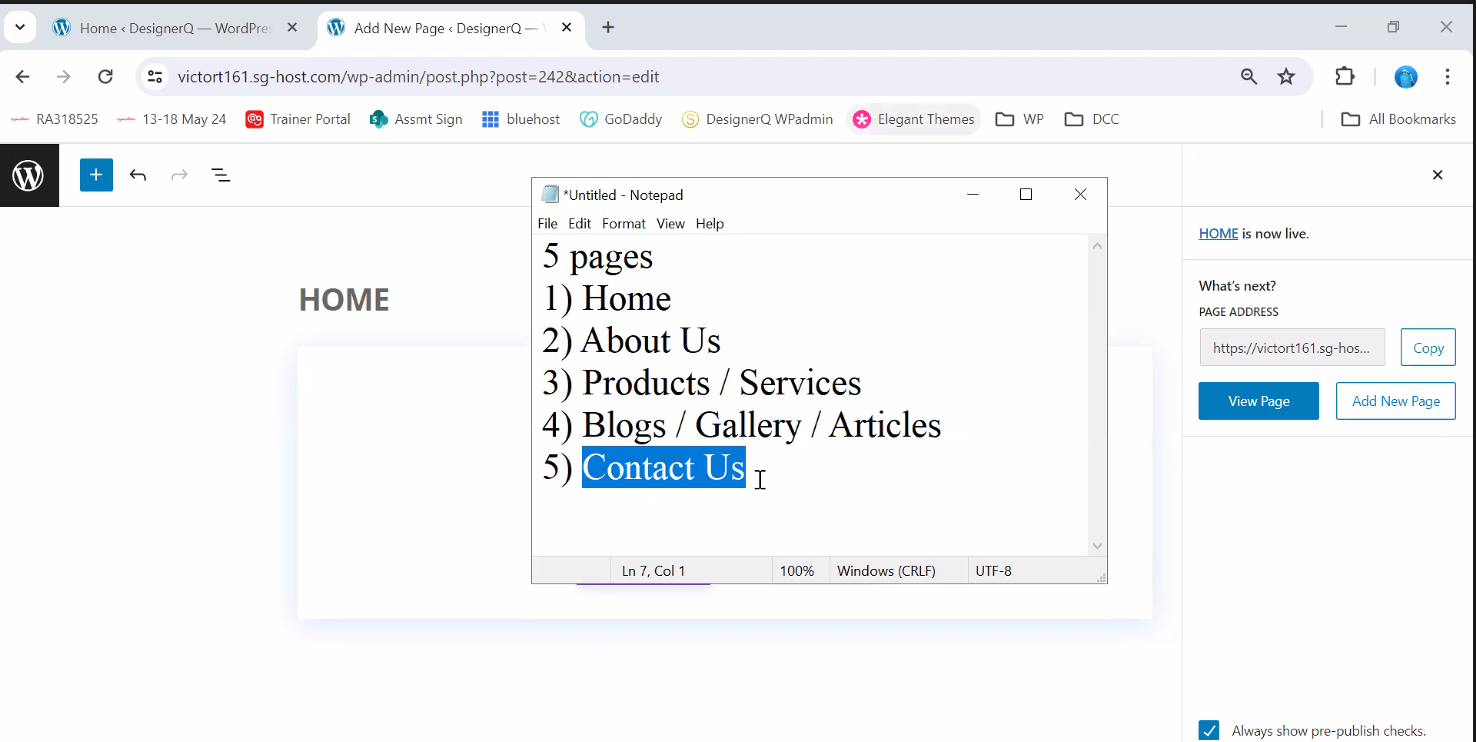 Home ‹ DesignerQ — WordPres
Add New Page ‹ DesignerQ —
victort161.sg-host.com/wp-admin/post.php?post=242&action=edit
RA318525
13-18 May 24
Trainer Portal
Assmt Sign
bluehost
GoDaddy
DesignerQ WPadmin
Elegant Themes
WP
DCC
All Bookmarks
*Untitled - Notepad
File Edit Format View Help
5 pages
1) Home
2) About Us
3) Products / Services
4) Blogs / Gallery / Articles
5) Contact Us
Ln 7, Col 1
100%
Windows (CRLF)
UTF-8
HOME
HOME is now live.
What's next?
PAGE ADDRESS
https://victort161.sg-hos...
Copy
View Page
Add New Page
Always show pre-publish checks.